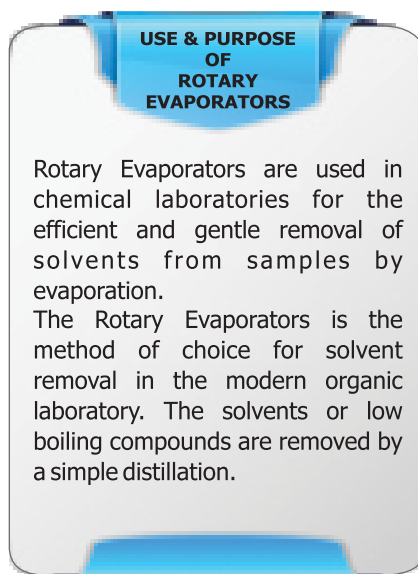 USE & PURPOSE
OF
ROTARY
EVAPORATORS
Rotary Evaporators are used in
chemical laboratories for the
efficient and gentle removal of
solvents from samples by
evaporation.
The Rotary Evaporators is the
method of choice for solvent
removal in the modern organic
laboratory. The solvents or low
boiling compounds are removed by
a simple distillation.